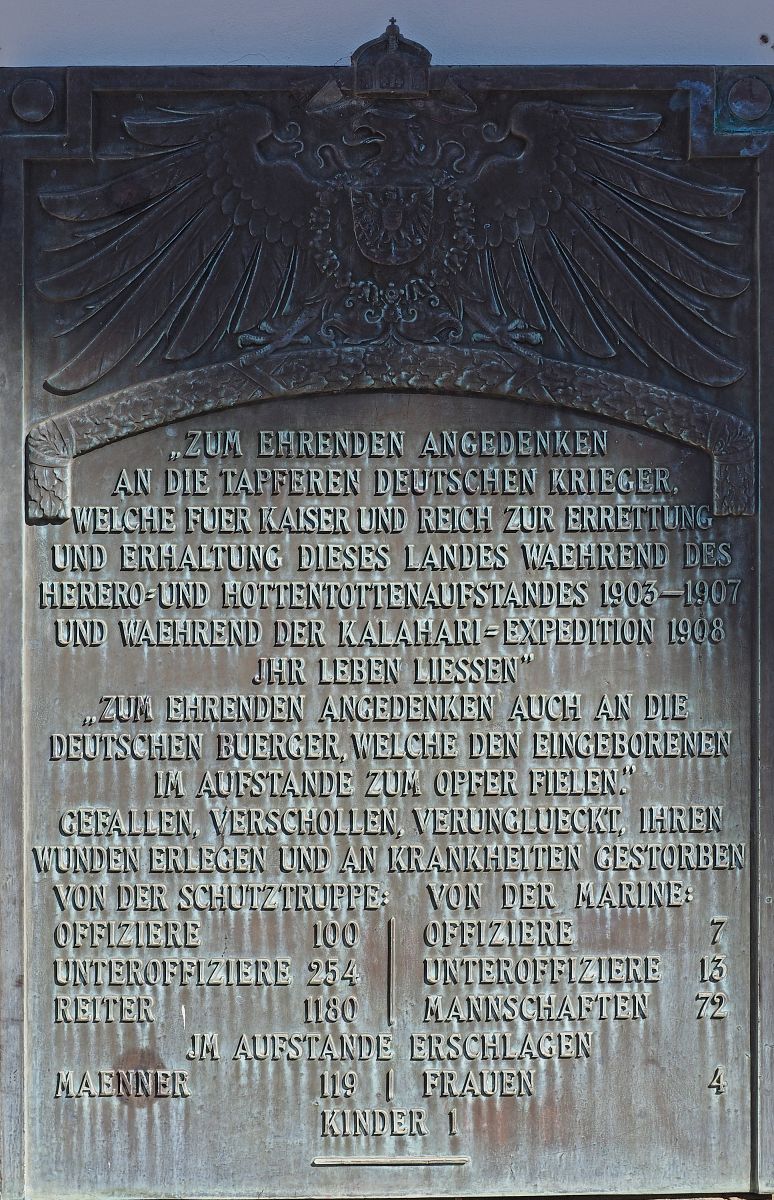 „ZUM EHRENDEN ANGEDENKEN
AN DIE TAPFEREN DEUTSCHEN KRIEGER,
WELCHE FUER KAISER UND REICH ZUR ERRETTUNG
UND ERHALTUNG DIESES LANDES WAEHREND DES
HERERO=UND HOTTENTOTTENAUFSTANDES 1903—1907
UND WAEHREND DER KALAHARI=EXPEDITION 1908
JHR LEBEN LIESSEN”
„ZUM EHRENDEN ANGEDENKEN AUCH AN DIE
DEUTSCHEN BUERGER, WELCHE DEN EINGEBORENEN
IM AUFSTANDE ZUM OPFER FIELEN.”
GEFALLEN, VERSCHOLLEN, VERUNGLUECKT, IHREN
WUNDEN ERLEGEN UND AN KRANKHEITEN GESTORBEN
VON DER SCHUTZTRUPPE: VON DER MARINE:
OFFIZIERE 100 OFFIZIERE 7
UNTEROFFIZIERE 254 UNTEROFFIZIERE 13
REITER 1180 MANNSCHAFTEN 72
JM AUFSTANDE ERSCHLAGEN
MAENNER 119 FRAUEN 4
KINDER 1